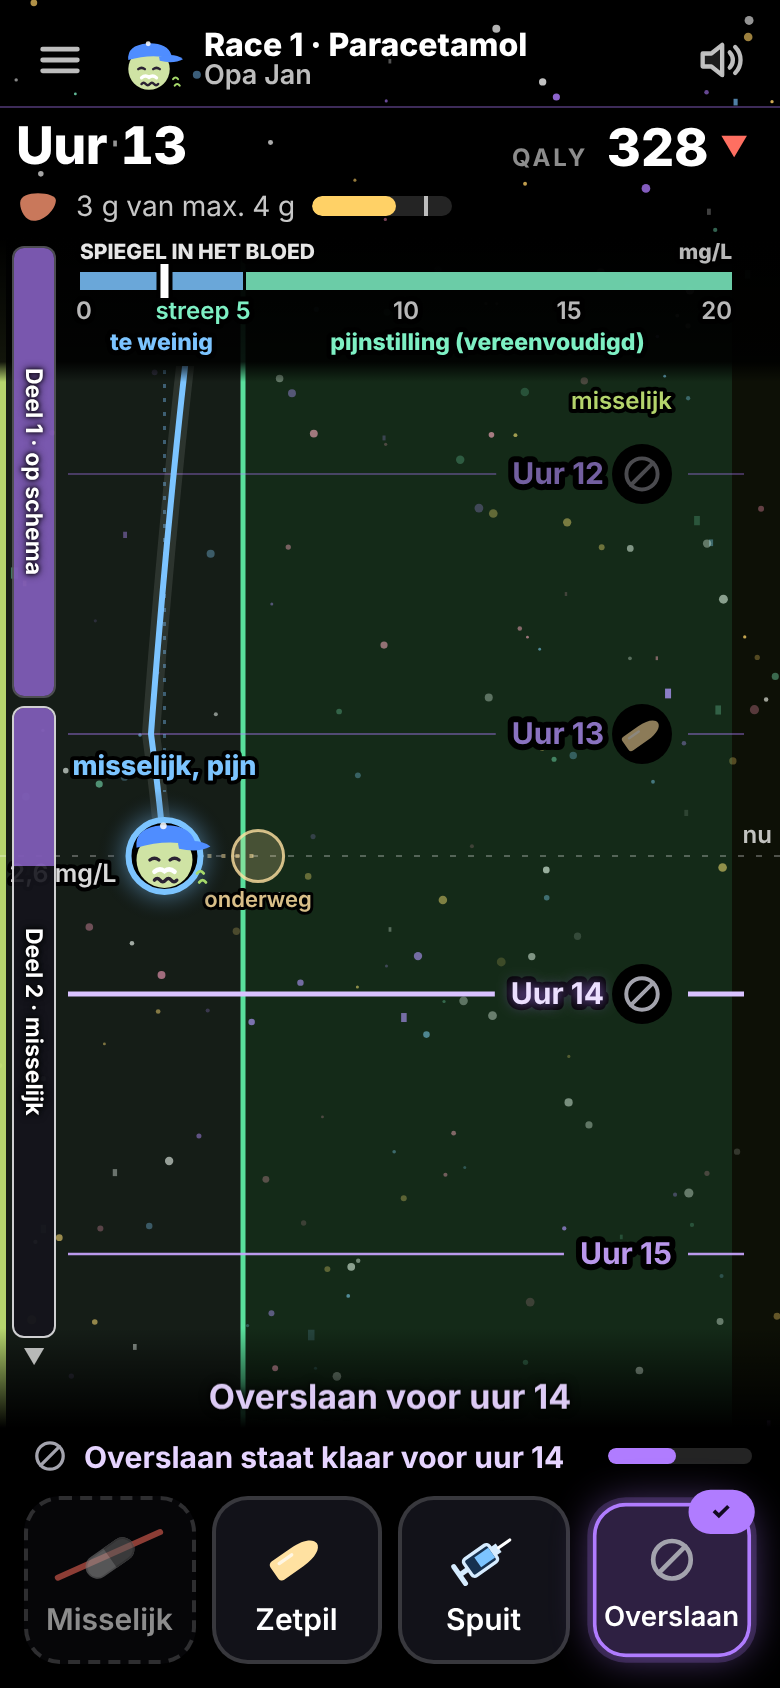 Race 1 · Paracetamol
Opa Jan
Uur 13
QALY 328
3 g van max. 4 g
SPIEGEL IN HET BLOED mg/L
0 streep 5 10 15 20
te weinig pijnstilling (vereenvoudigd)
Deel 1 · op schema
misselijk
Uur 12
Uur 13
misselijk, pijn
nu
2,6 mg/L
onderweg
Deel 2 · misselijk
Uur 14
Uur 15
Overslaan voor uur 14
Overslaan staat klaar voor uur 14
Misselijk Zetpil Spuit Overslaan